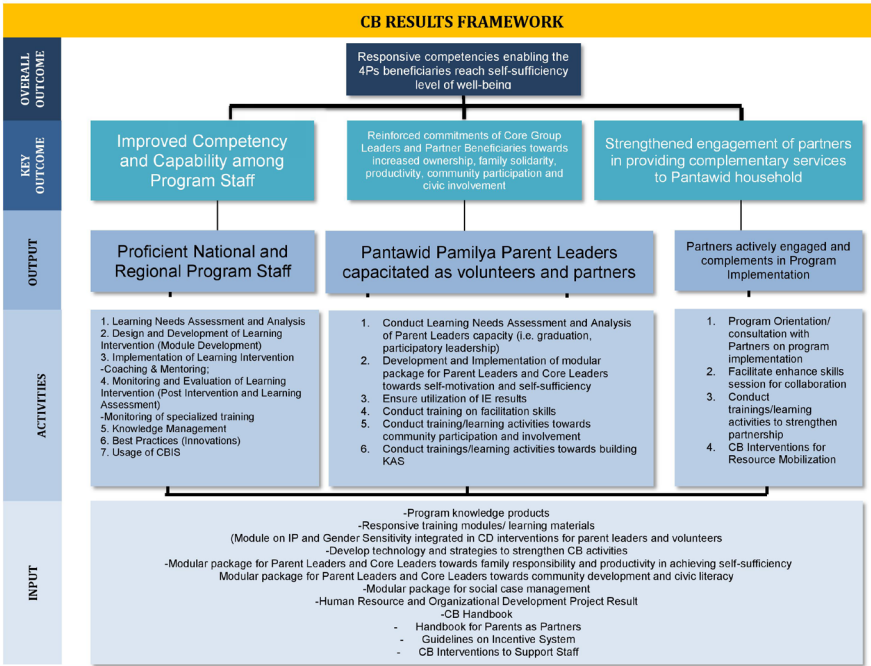 CB RESULTS FRAMEWORK
OVERALL
OUTCOME
Responsive competencies enabling the
4Ps beneficiaries reach self-sufficiency
level of well-being
KEY
OUTCOME
Improved Competency
and Capability among
Program Staff
Reinforced commitments of Core Group
Leaders and Partner Beneficiaries towards
increased ownership, family solidarity,
productivity, community participation and
civic involvement
Strengthened engagement of partners
in providing complementary services
to Pantawid household
OUTPUT
Proficient National and
Regional Program Staff
Pantawid Pamilya Parent Leaders
capacitated as volunteers and partners
Partners actively engaged and
complements in Program
Implementation
ACTIVITIES
1. Learning Needs Assessment and Analysis
2. Design and Development of Learning
Intervention (Module Development)
3. Implementation of Learning Intervention
-Coaching & Mentoring;
4. Monitoring and Evaluation of Learning
Intervention (Post Intervention and Learning
Assessment)
-Monitoring of specialized training
5. Knowledge Management
6. Best Practices (Innovations)
7. Usage of CBIS
1. Conduct Learning Needs Assessment and Analysis
of Parent Leaders capacity (i.e. graduation,
participatory leadership)
2. Development and Implementation of modular
package for Parent Leaders and Core Leaders
towards self-motivation and self-sufficiency
3. Ensure utilization of IE results
4. Conduct training on facilitation skills
5. Conduct training/learning activities towards
community participation and involvement
6. Conduct trainings/learning activities towards building
KAS
1. Program Orientation/
consultation with
Partners on program
implementation
2. Facilitate enhance skills
session for collaboration
3. Conduct
trainings/learning
activities to strengthen
partnership
4. CB Interventions for
Resource Mobilization
INPUT
-Program knowledge products
-Responsive training modules/ learning materials
(Module on IP and Gender Sensitivity integrated in CD interventions for parent leaders and volunteers
-Develop technology and strategies to strengthen CB activities
-Modular package for Parent Leaders and Core Leaders towards family responsibility and productivity in achieving self-sufficiency
Modular package for Parent Leaders and Core Leaders towards community development and civic literacy
-Modular package for social case management
-Human Resource and Organizational Development Project Result
-CB Handbook
- Handbook for Parents as Partners
- Guidelines on Incentive System
- CB Interventions to Support Staff